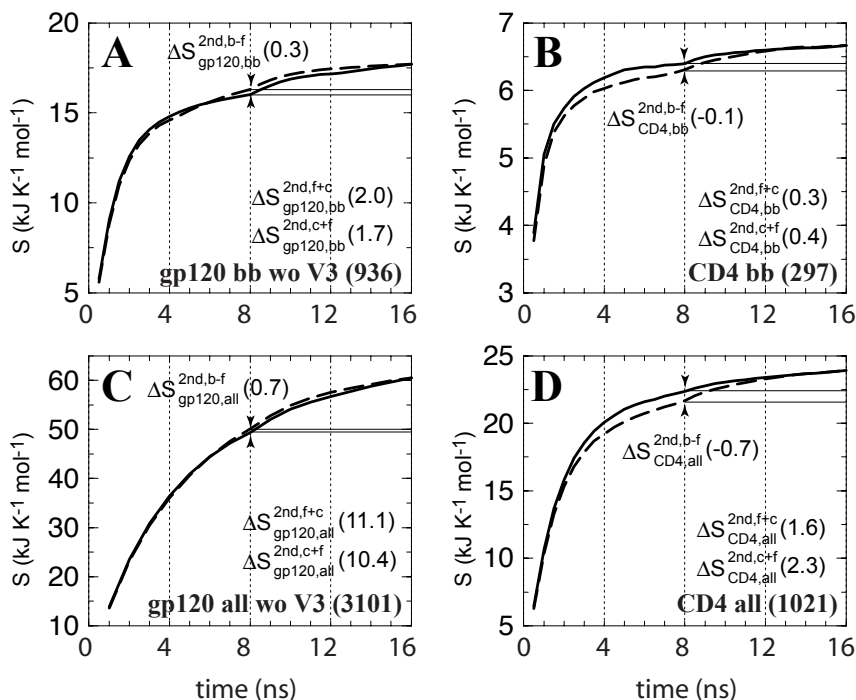 A
20
15
10
5
S (kJ K⁻¹ mol⁻¹)
ΔS 2nd,b-f gp120,bb (0.3)
ΔS 2nd,f+c gp120,bb (2.0)
ΔS 2nd,c+f gp120,bb (1.7)
gp120 bb wo V3 (936)
0 4 8 12 16
B
7
6
5
4
3
S (kJ K⁻¹ mol⁻¹)
ΔS 2nd,b-f CD4,bb (-0.1)
ΔS 2nd,f+c CD4,bb (0.3)
ΔS 2nd,c+f CD4,bb (0.4)
CD4 bb (297)
0 4 8 12 16
C
60
50
40
30
20
10
S (kJ K⁻¹ mol⁻¹)
ΔS 2nd,b-f gp120,all (0.7)
ΔS 2nd,f+c gp120,all (11.1)
ΔS 2nd,c+f gp120,all (10.4)
gp120 all wo V3 (3101)
0 4 8 12 16
time (ns)
D
25
20
15
10
5
S (kJ K⁻¹ mol⁻¹)
ΔS 2nd,b-f CD4,all (-0.7)
ΔS 2nd,f+c CD4,all (1.6)
ΔS 2nd,c+f CD4,all (2.3)
CD4 all (1021)
0 4 8 12 16
time (ns)